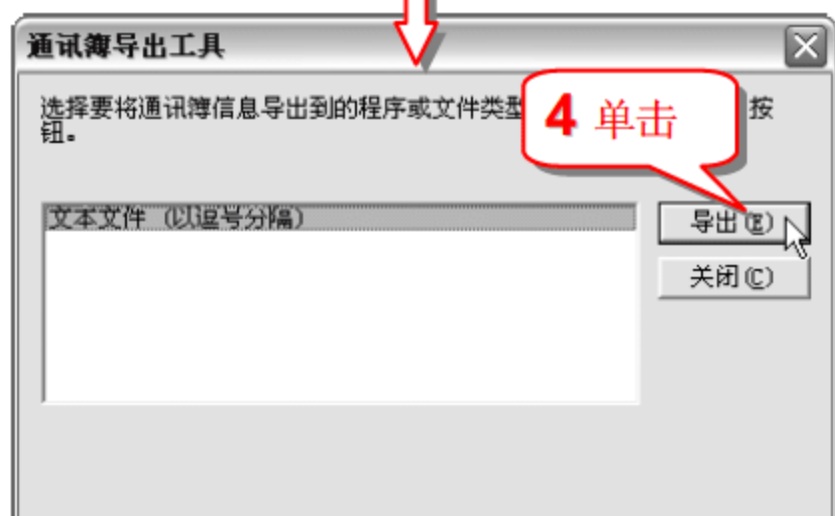 通讯簿导出工具
选择要将通讯簿信息导出到的程序或文件类型 按
钮。
4 单击
文本文件 (以逗号分隔)
导出(E)
关闭(C)